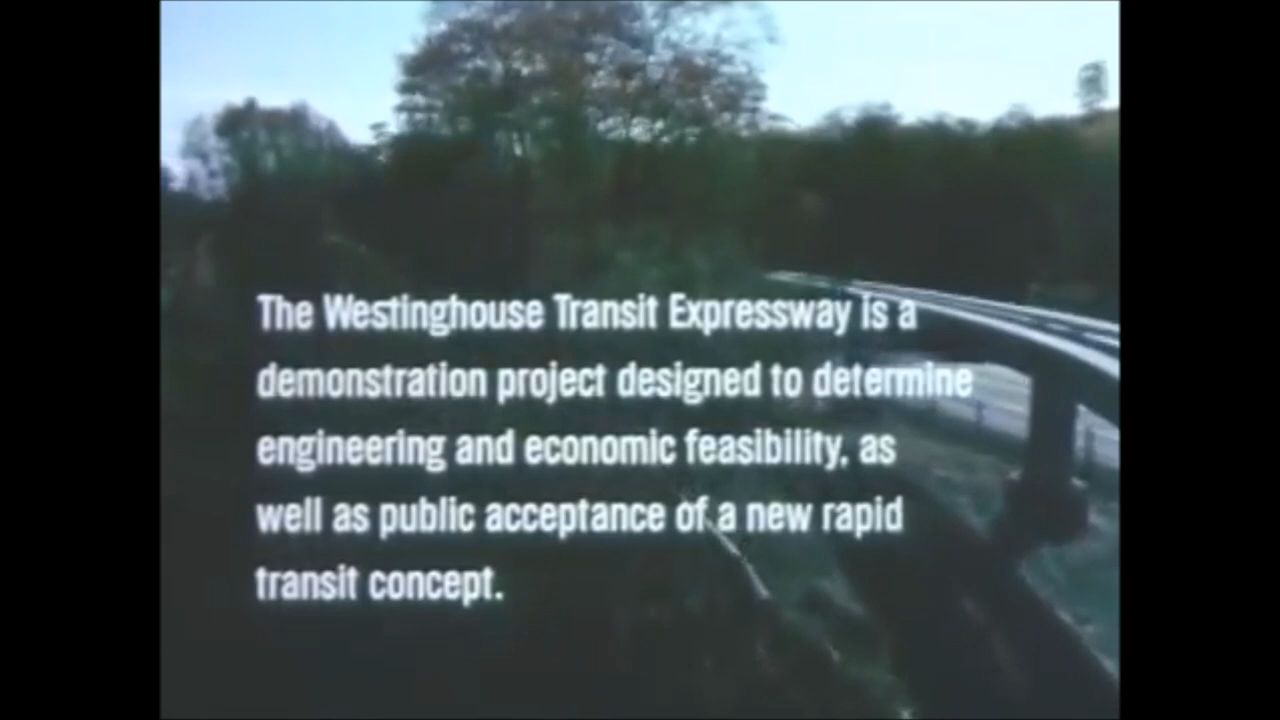 The Westinghouse Transit Expressway is a
demonstration project designed to determine
engineering and economic feasibility, as
well as public acceptance of a new rapid
transit concept.